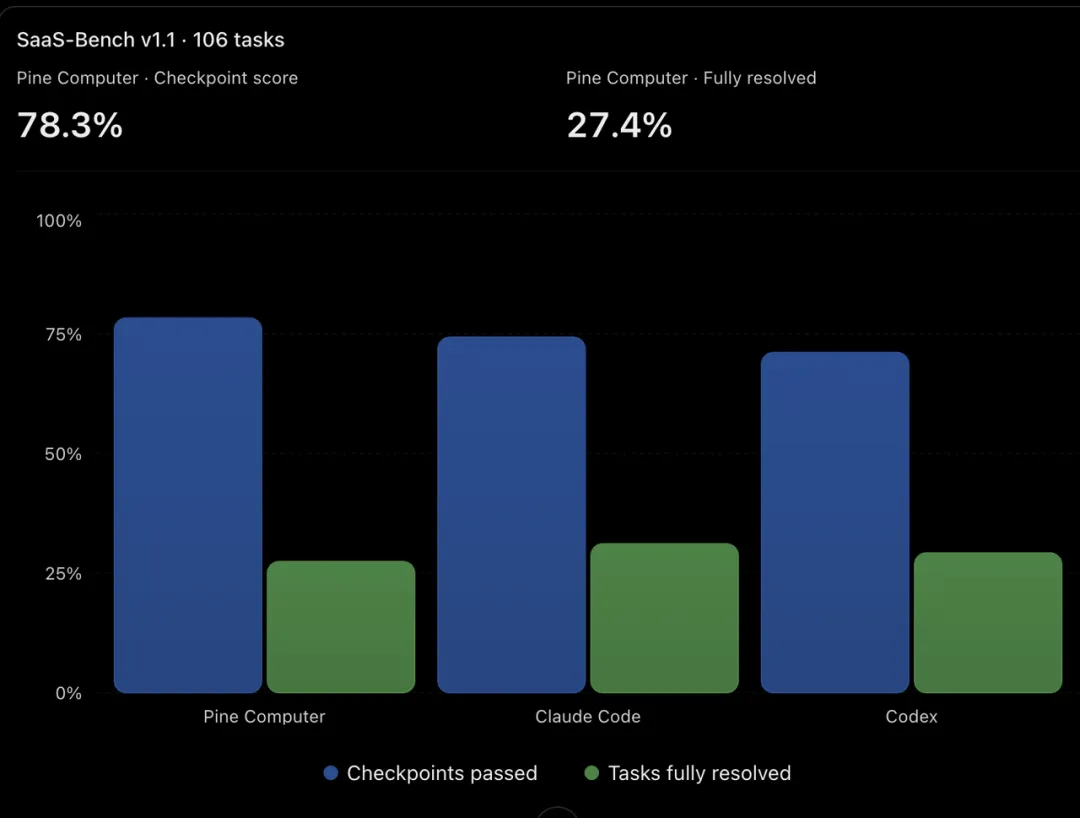 SaaS-Bench v1.1 · 106 tasks
Pine Computer · Checkpoint score
78.3%
Pine Computer · Fully resolved
27.4%
100%
75%
50%
25%
0%
Pine Computer
Claude Code
Codex
Checkpoints passed
Tasks fully resolved